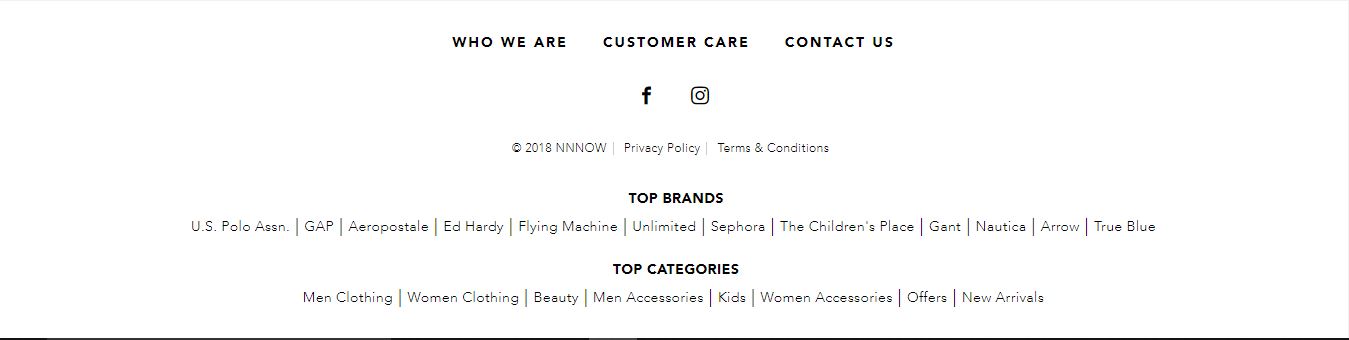 WHO WE ARE CUSTOMER CARE CONTACT US
© 2018 NNNOW | Privacy Policy | Terms & Conditions
TOP BRANDS
U.S. Polo Assn. | GAP | Aeropostale | Ed Hardy | Flying Machine | Unlimited | Sephora | The Children's Place | Gant | Nautica | Arrow | True Blue
TOP CATEGORIES
Men Clothing | Women Clothing | Beauty | Men Accessories | Kids | Women Accessories | Offers | New Arrivals